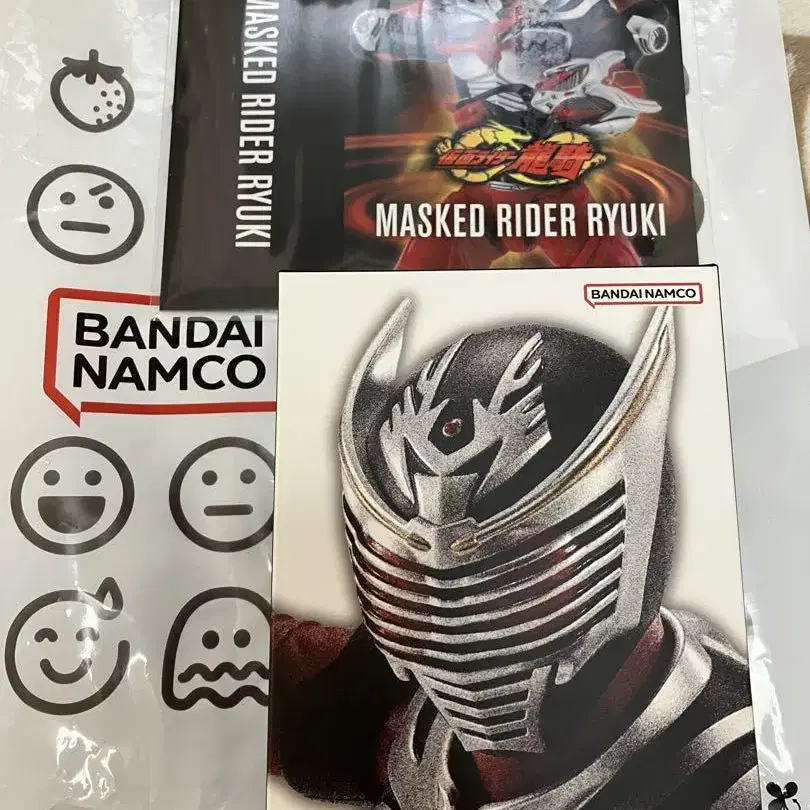 MASKED RIDER RYUKI
仮面ライダー龍騎
MASKED RIDER RYUKI
BANDAI
NAMCO
BANDAI NAMCO